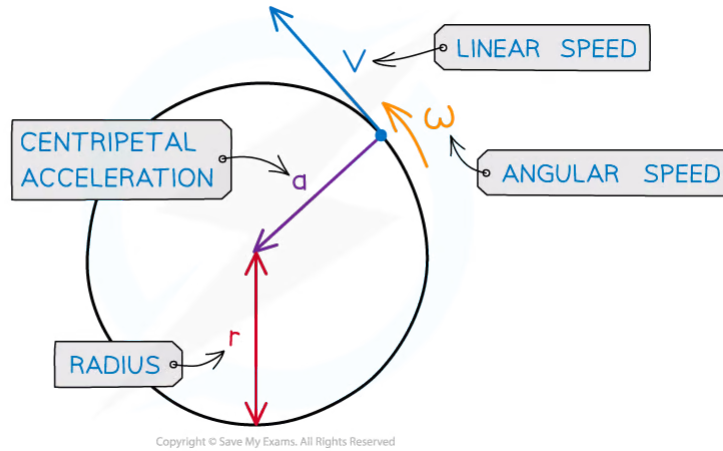 V
LINEAR SPEED
ω
CENTRIPETAL
ACCELERATION
a
ANGULAR SPEED
r
RADIUS
Copyright © Save My Exams. All Rights Reserved